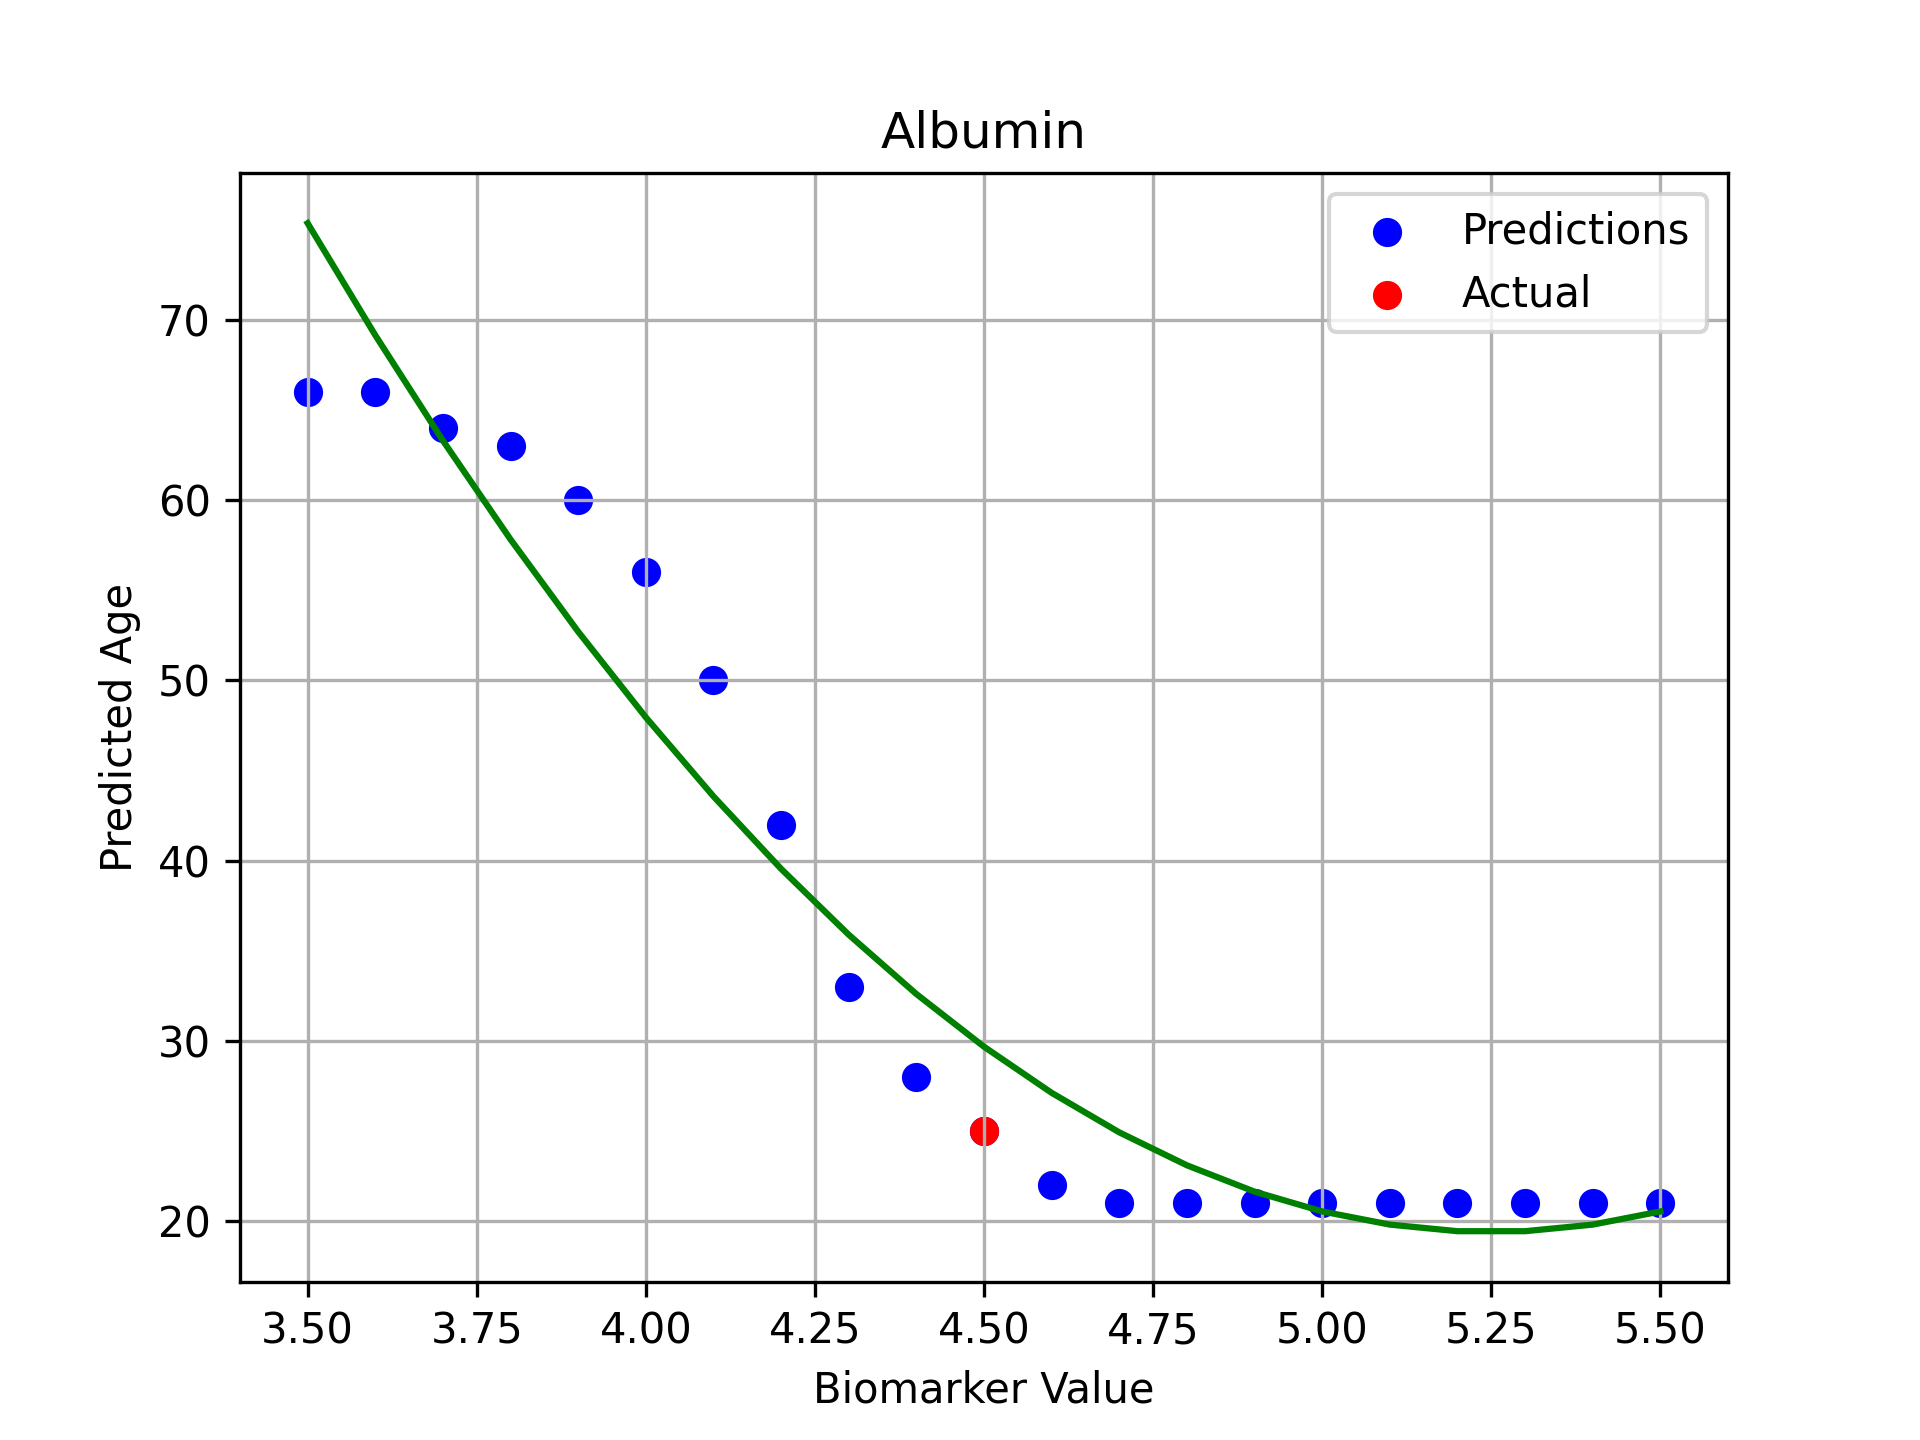 Albumin
Predictions
Actual
Predicted Age
70
60
50
40
30
20
3.50 3.75 4.00 4.25 4.50 4.75 5.00 5.25 5.50
Biomarker Value